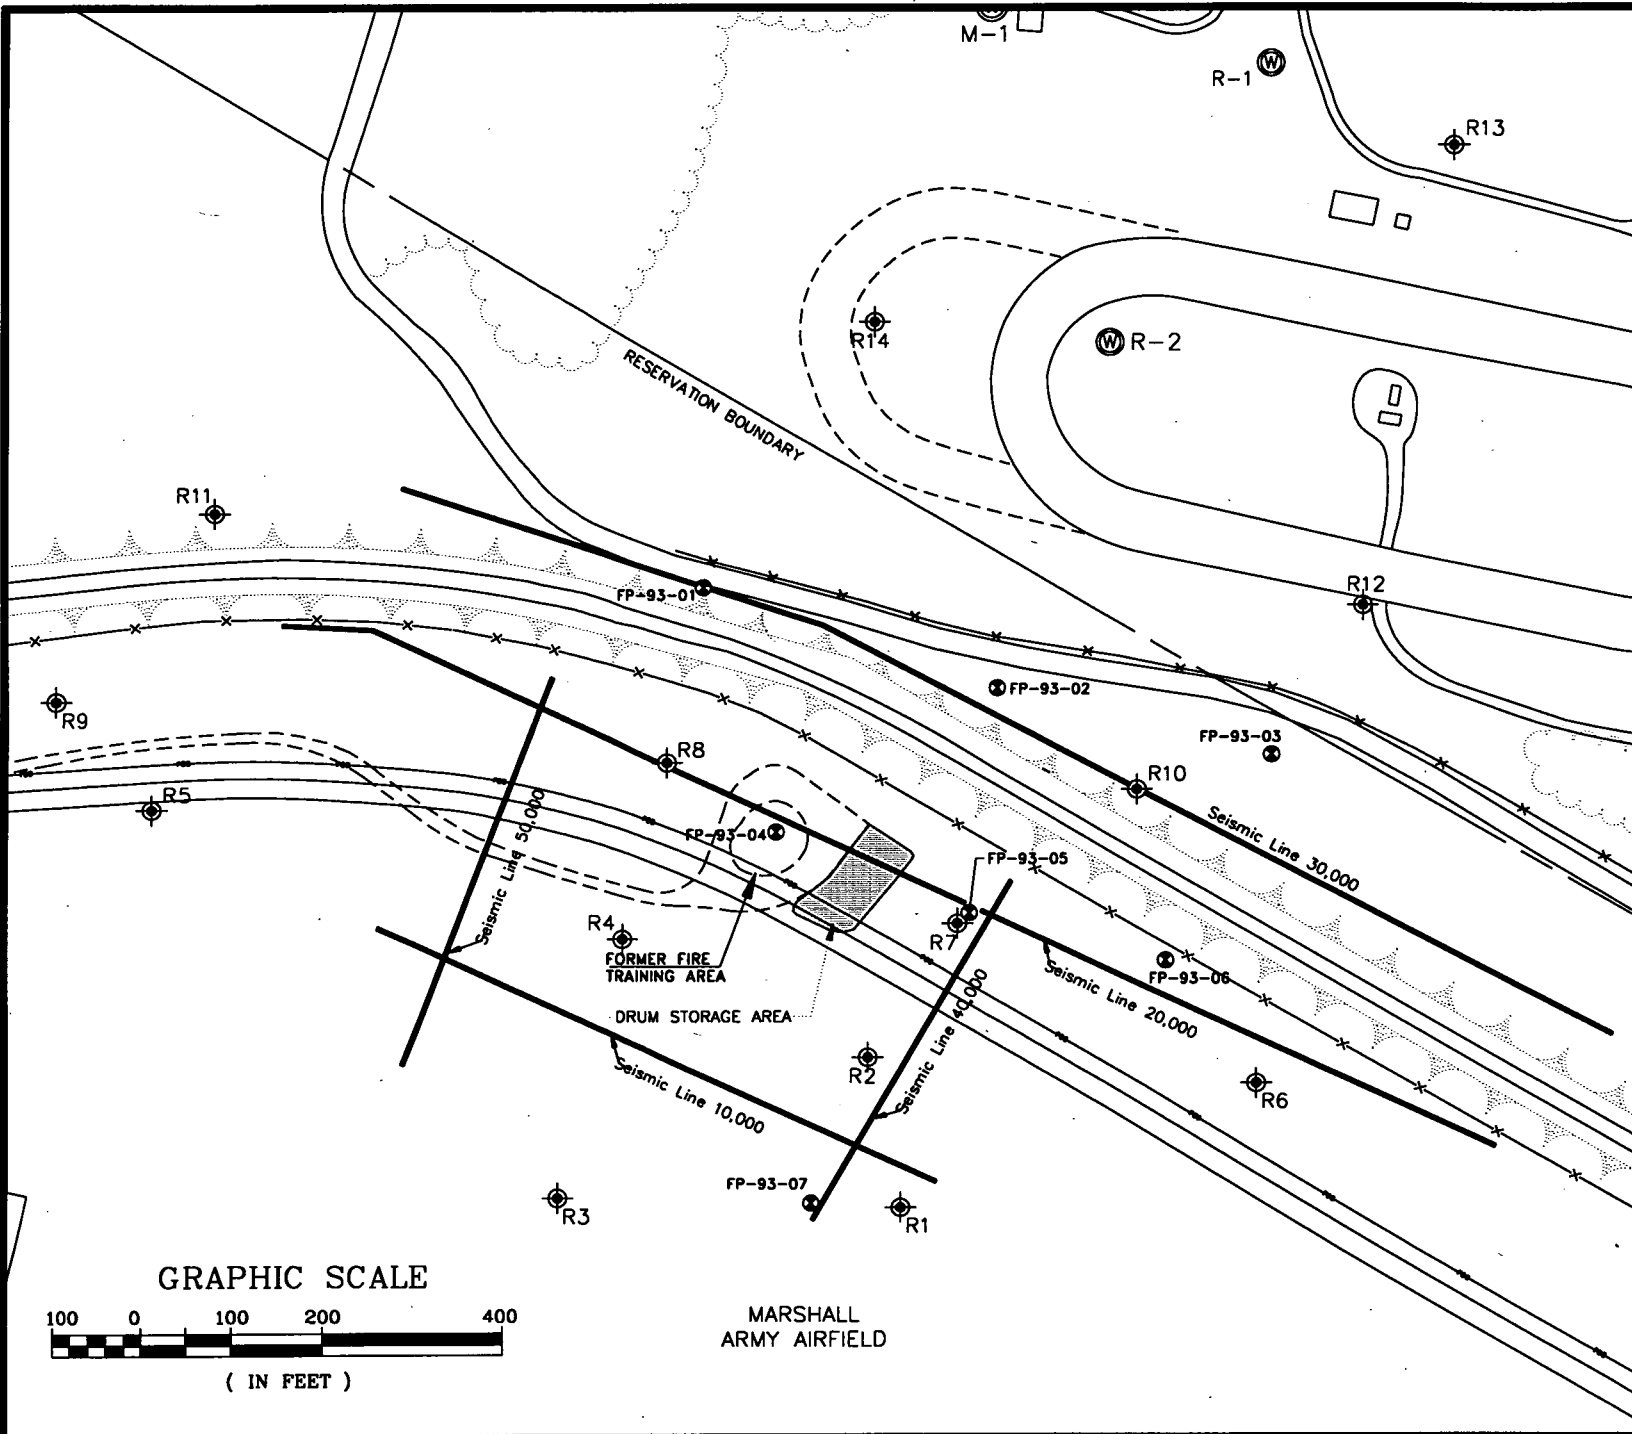 M-1
R-1
R13
R14
R-2
RESERVATION BOUNDARY
R11
R12
FP-93-01
FP-93-02
R9
FP-93-03
R8
R10
R5
Seismic Line 50,000
FP-93-04
Seismic Line 30,000
FP-93-05
R4
R7
FORMER FIRE
TRAINING AREA
FP-93-06
Seismic Line 20,000
DRUM STORAGE AREA
Seismic Line 40,000
R2
Seismic Line 10,000
R6
FP-93-07
R3
R1
GRAPHIC SCALE
100 0 100 200 400
( IN FEET )
MARSHALL
ARMY AIRFIELD
W
W